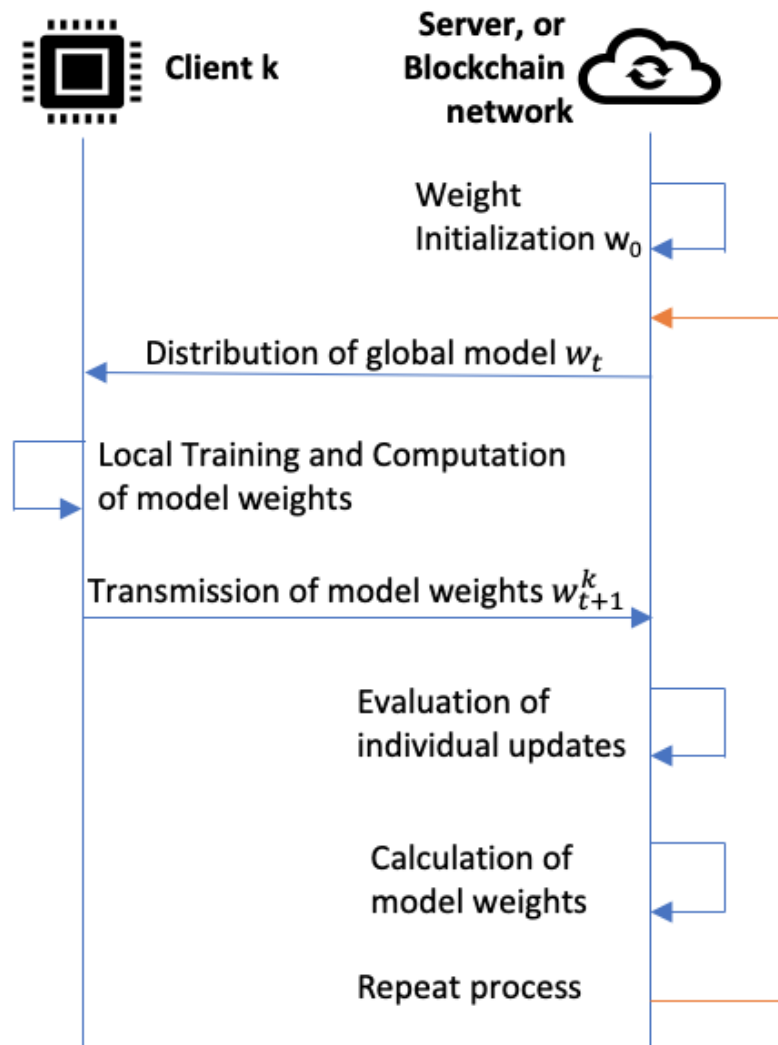 Client k
Server, or
Blockchain
network
Weight
Initialization w₀
Distribution of global model wₜ
Local Training and Computation
of model weights
Transmission of model weights wᵏₜ₊₁
Evaluation of
individual updates
Calculation of
model weights
Repeat process